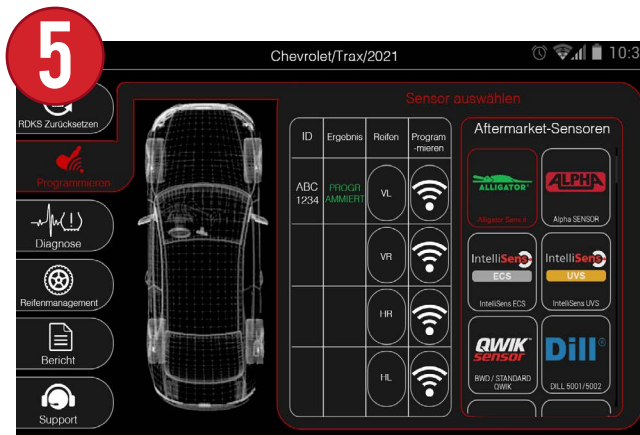 5
Chevrolet/Trax/2021
10:3
RDKS Zurücksetzen
Programmieren
Diagnose
Reifenmanagement
Bericht
Support
Sensor auswählen
ID Ergebnis Reifen Program
-mieren
ABC
1234
PROGR
AMMIERT
VL
VR
HR
HL
Aftermarket-Sensoren
ALLIGATOR
Alligator Sens.it
ALPHA
Alpha SENSOR
IntelliSens
ECS
IntelliSens ECS
IntelliSens
UVS
IntelliSens UVS
QWIK
sensor
BWD / STANDARD
QWIK
Dill®
DILL 5001/5002